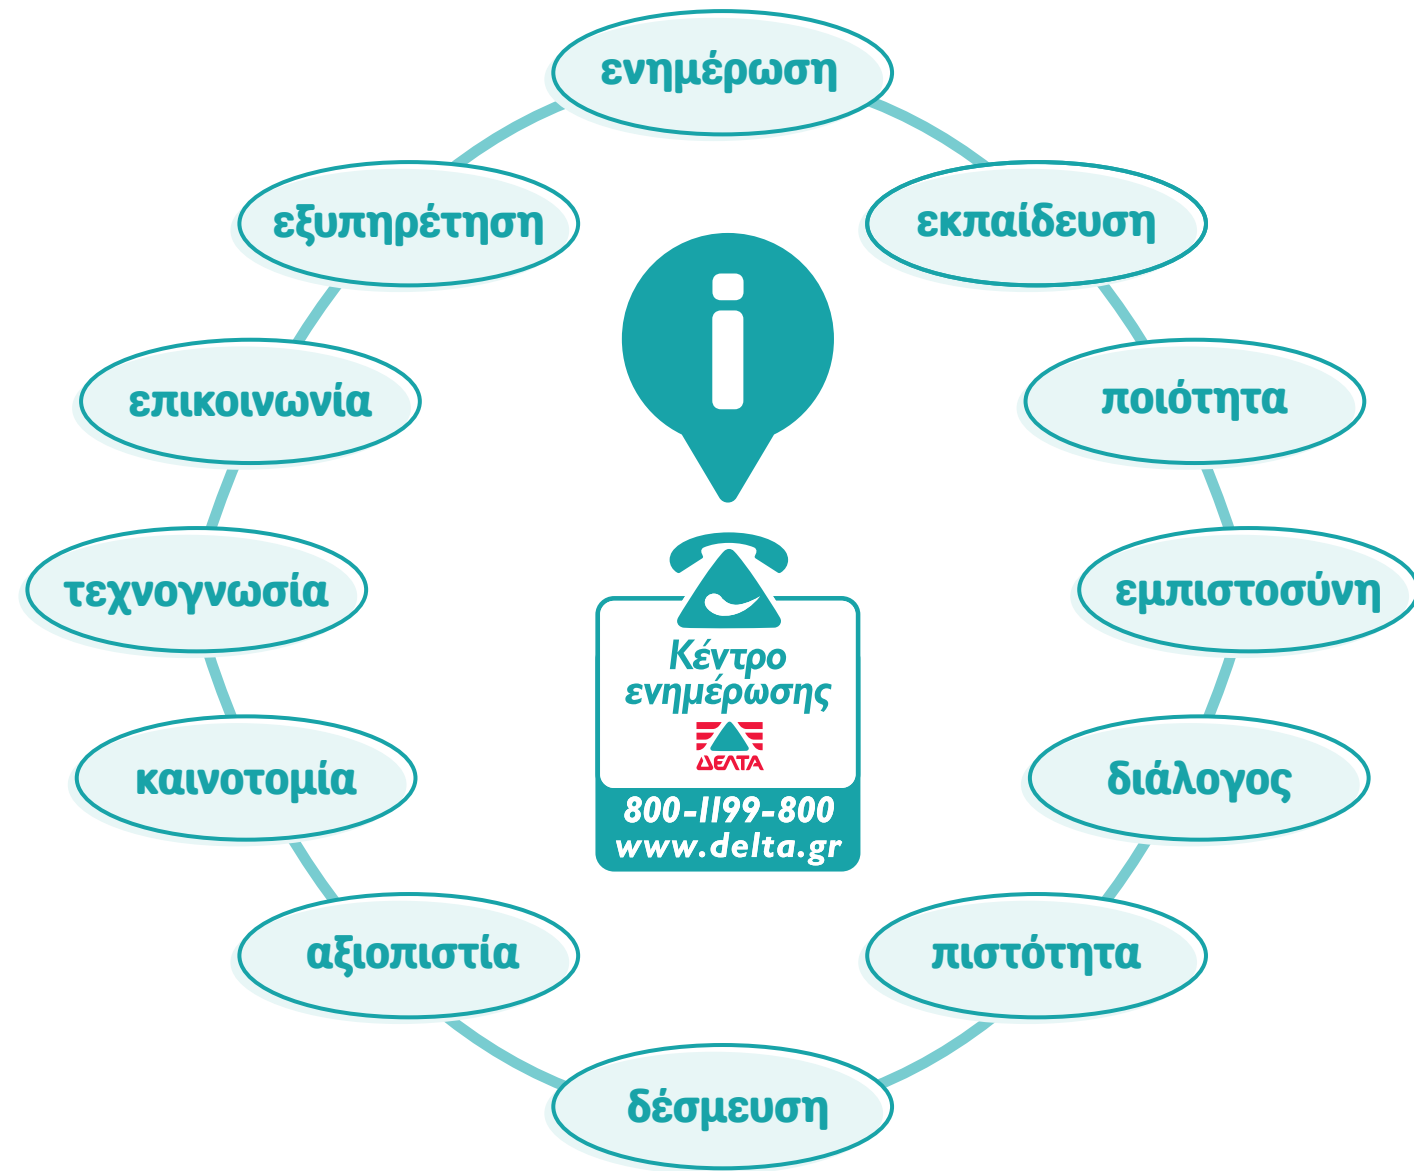 ενημέρωση
εξυπηρέτηση
εκπαίδευση
επικοινωνία
ποιότητα
τεχνογνωσία
εμπιστοσύνη
Κέντρο
ενημέρωσης
ΔΕΛΤΑ
800-1199-800
www.delta.gr
καινοτομία
διάλογος
αξιοπιστία
πιστότητα
δέσμευση